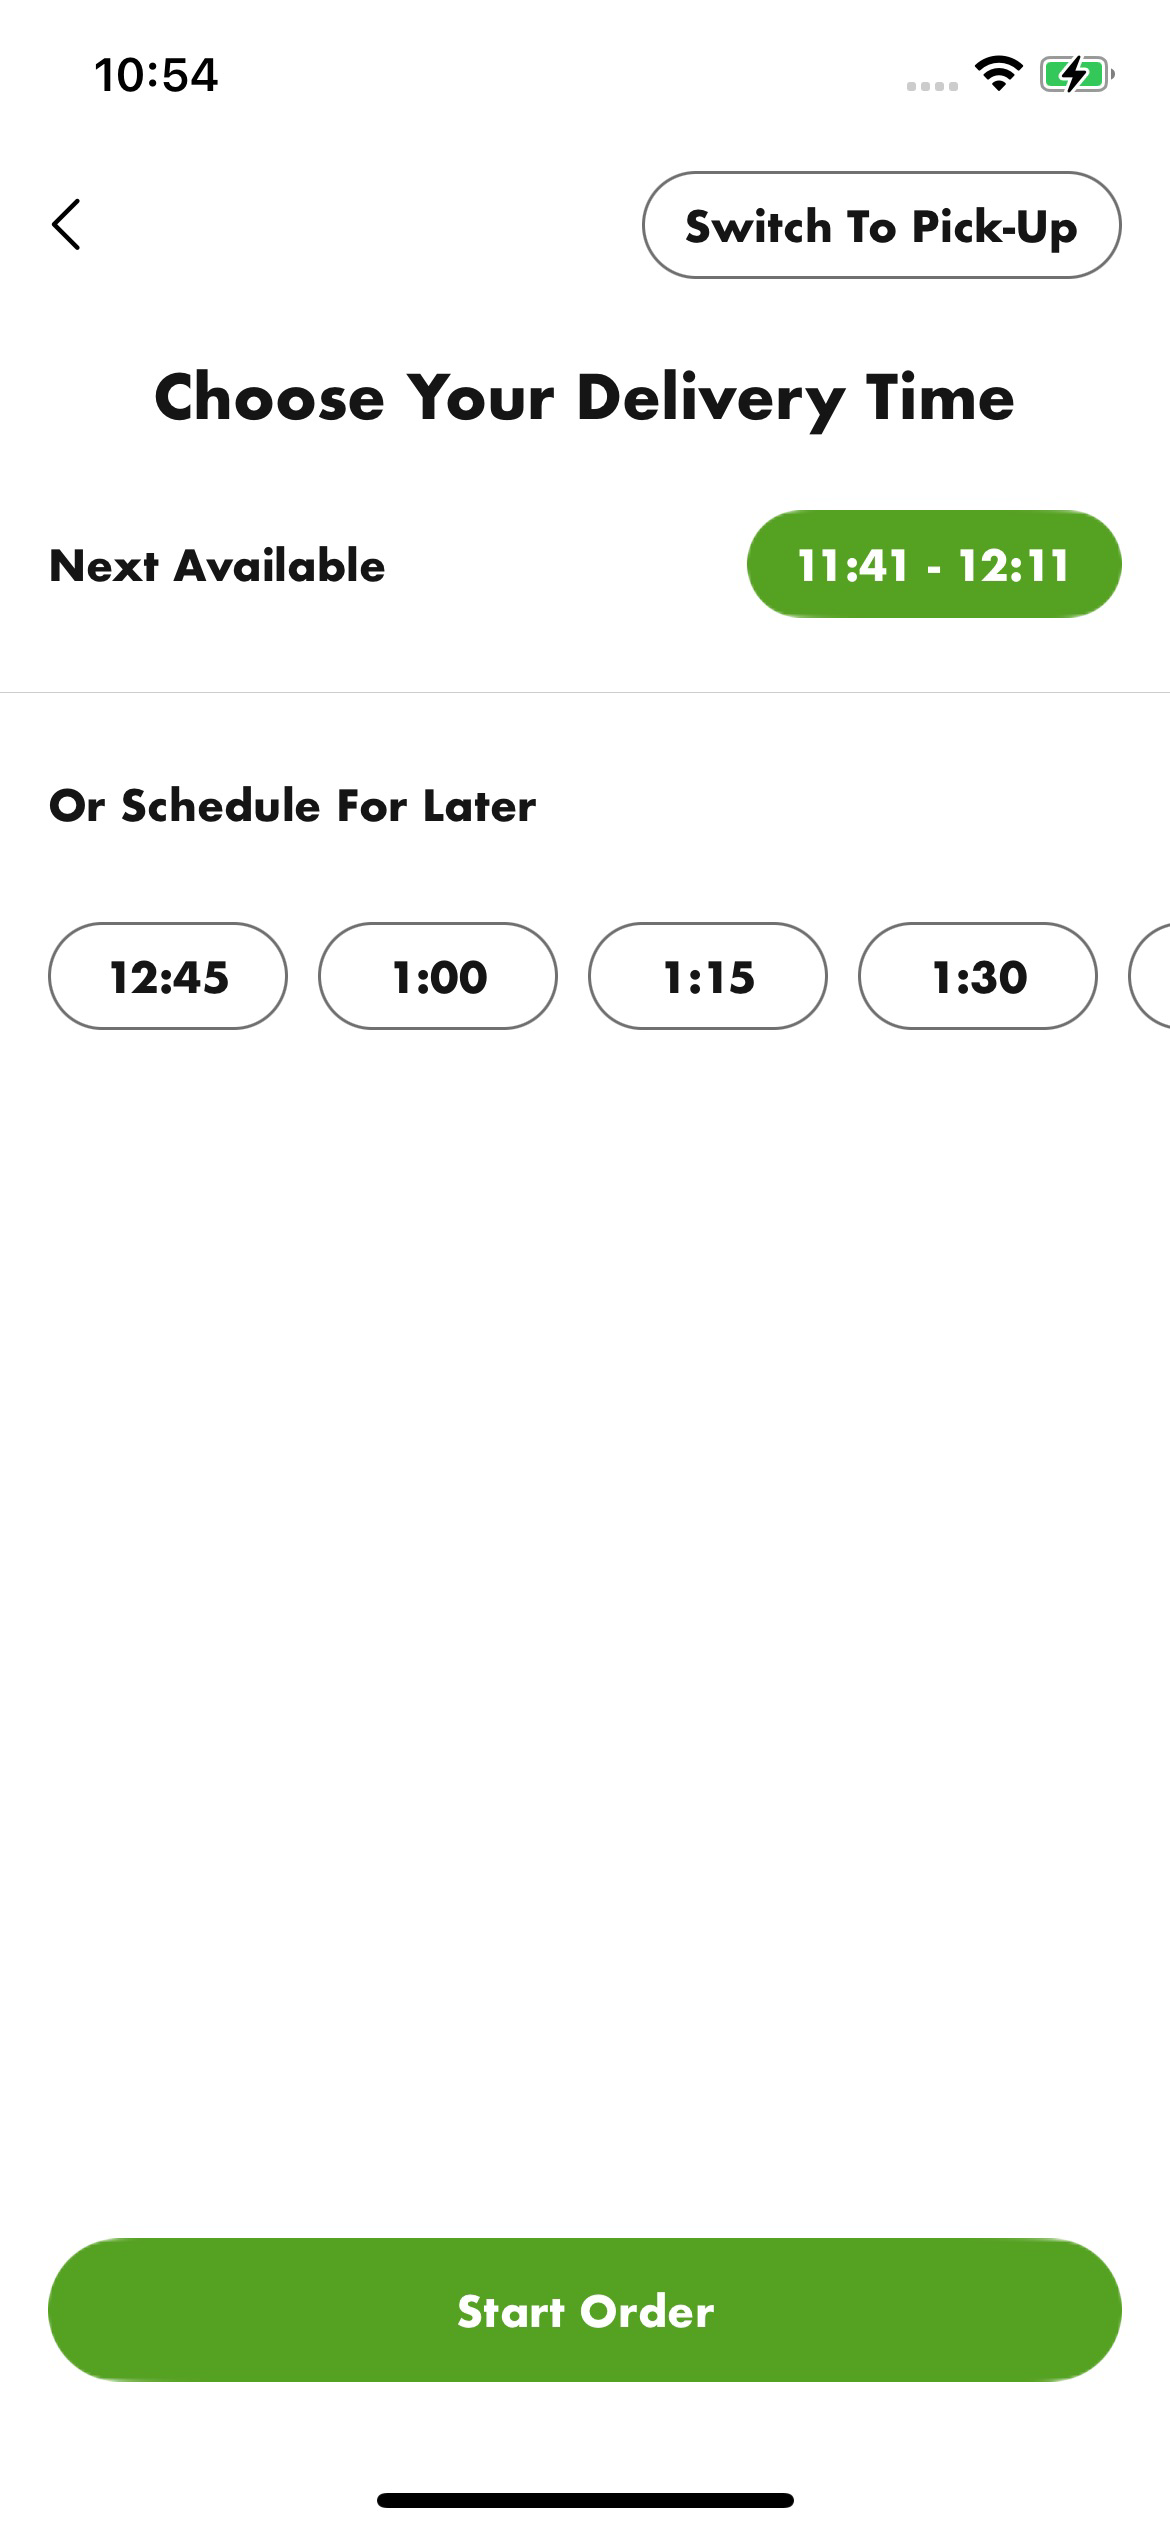 10:54
Switch To Pick-Up
Choose Your Delivery Time
Next Available
11:41 - 12:11
Or Schedule For Later
12:45 1:00 1:15 1:30
Start Order